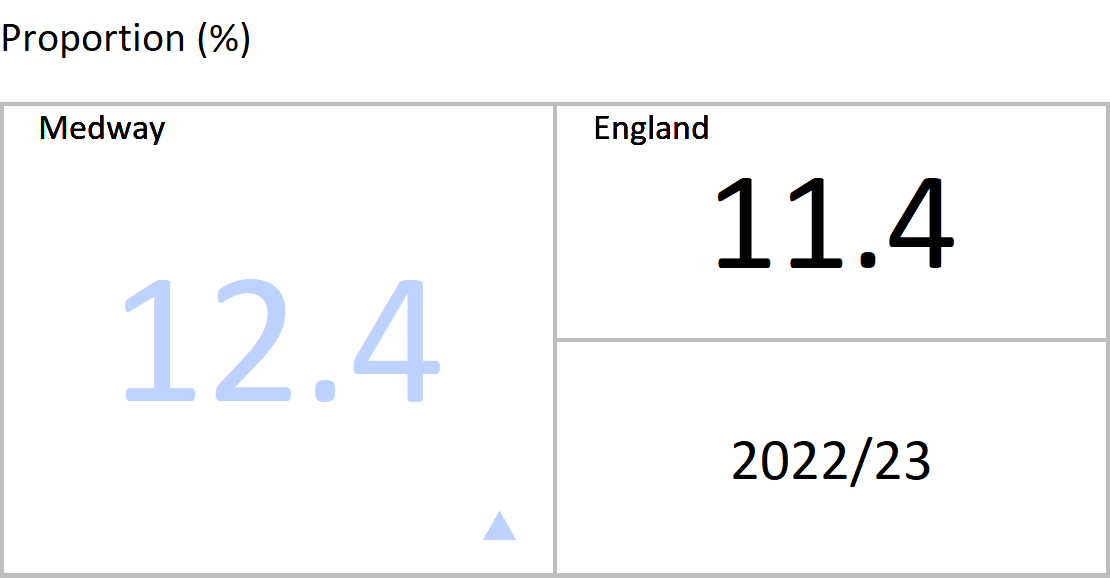 Proportion (%)
Medway
12.4
England
11.4
2022/23